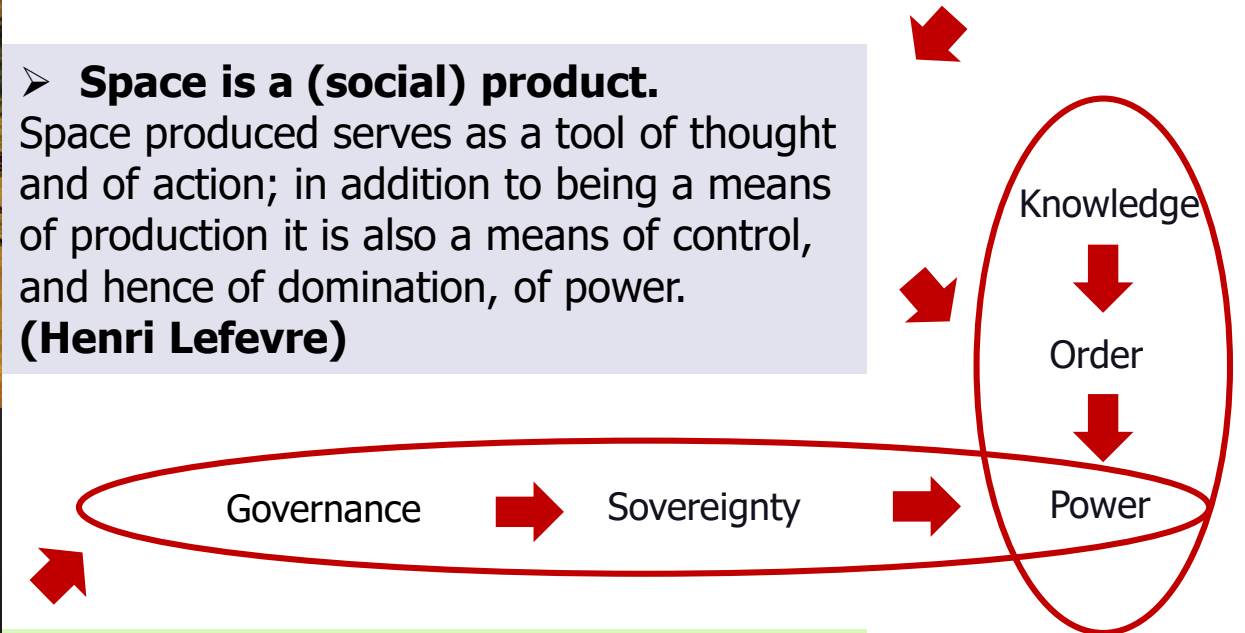 ➢ Space is a (social) product.
Space produced serves as a tool of thought
and of action; in addition to being a means
of production it is also a means of control,
and hence of domination, of power.
(Henri Lefevre)
Knowledge
Order
Governance
Sovereignty
Power